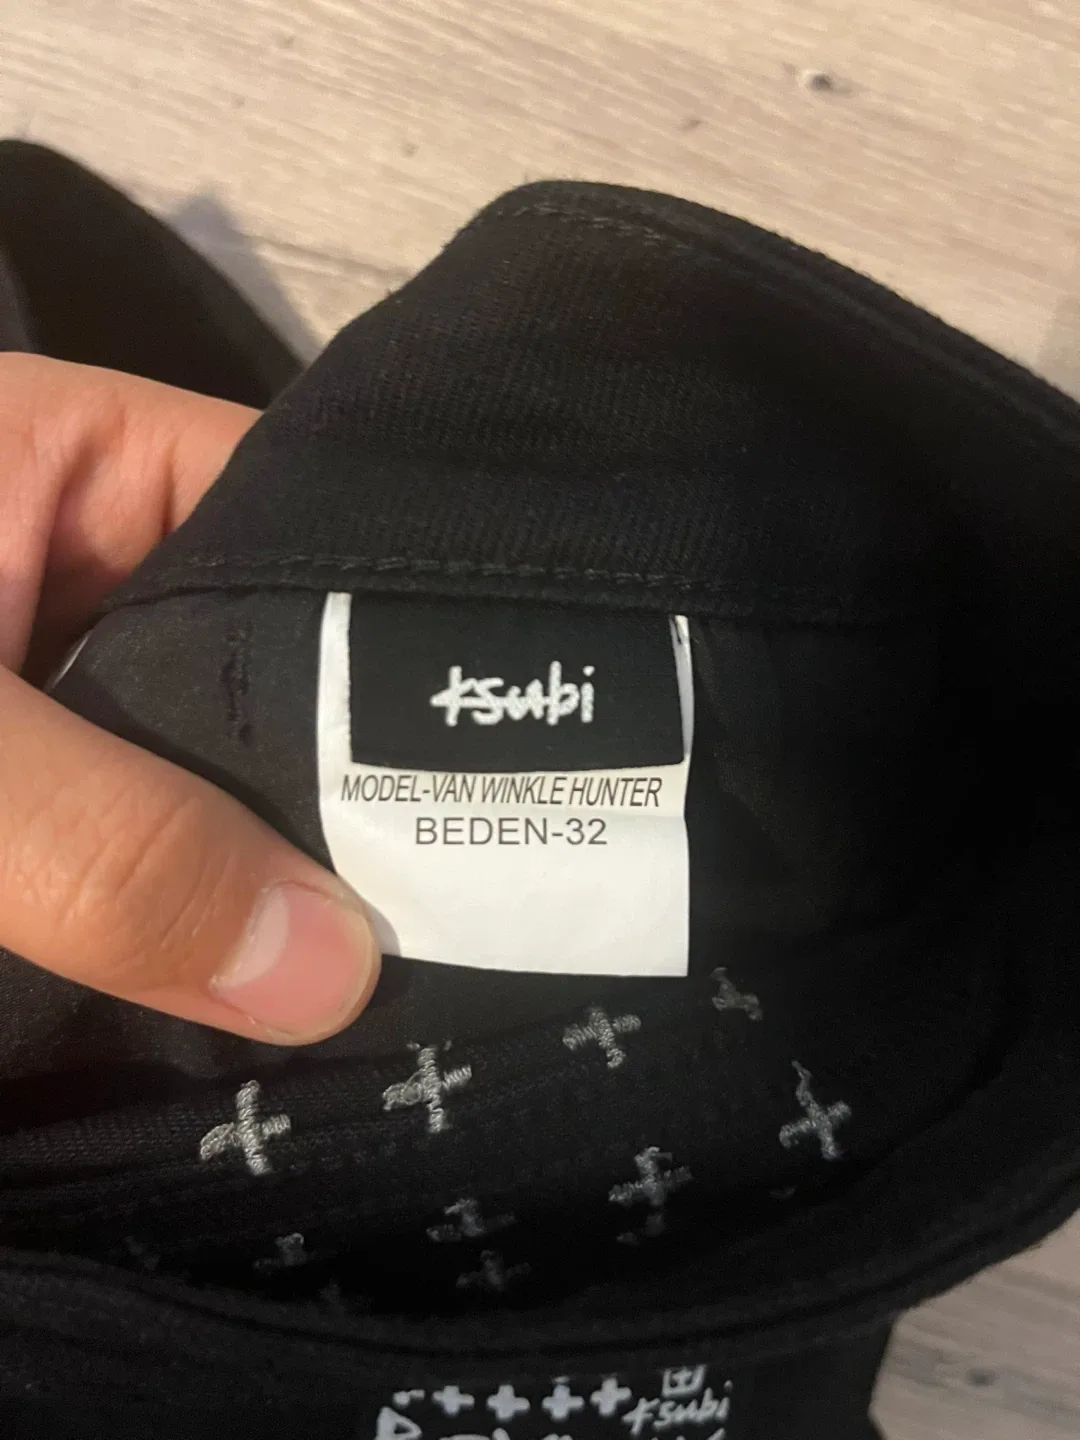 ksubi
MODEL-VAN WINKLE HUNTER
BEDEN-32
++++
ksubi